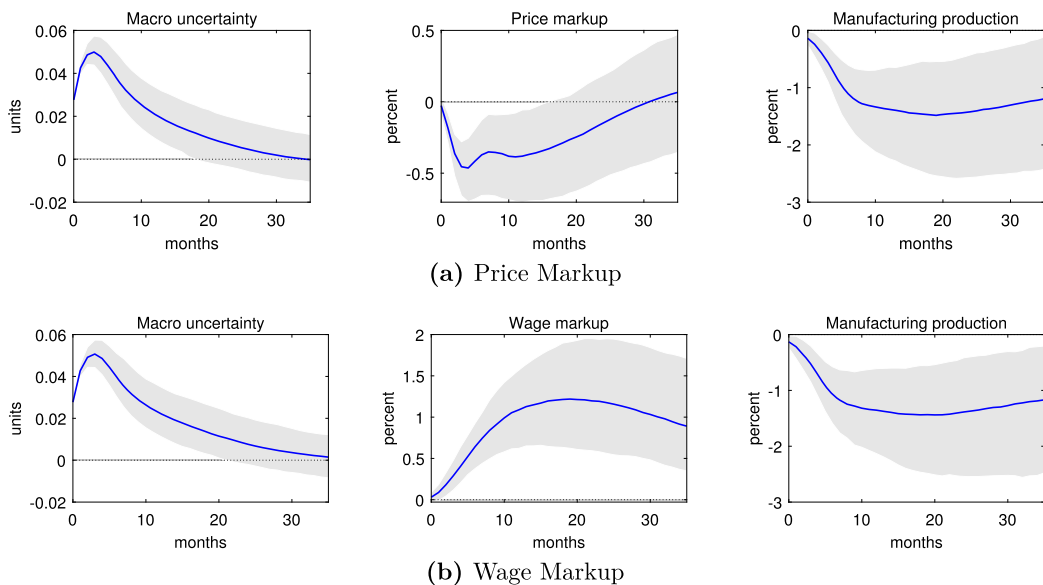 Macro uncertainty
0.06
0.04
0.02
0
-0.02
units
0 10 20 30
months
Price markup
0.5
0
-0.5
percent
0 10 20 30
months
Manufacturing production
0
-1
-2
-3
percent
0 10 20 30
months
(a) Price Markup
Macro uncertainty
0.06
0.04
0.02
0
-0.02
units
0 10 20 30
months
Wage markup
2
1.5
1
0.5
0
percent
0 10 20 30
months
Manufacturing production
0
-1
-2
-3
percent
0 10 20 30
months
(b) Wage Markup